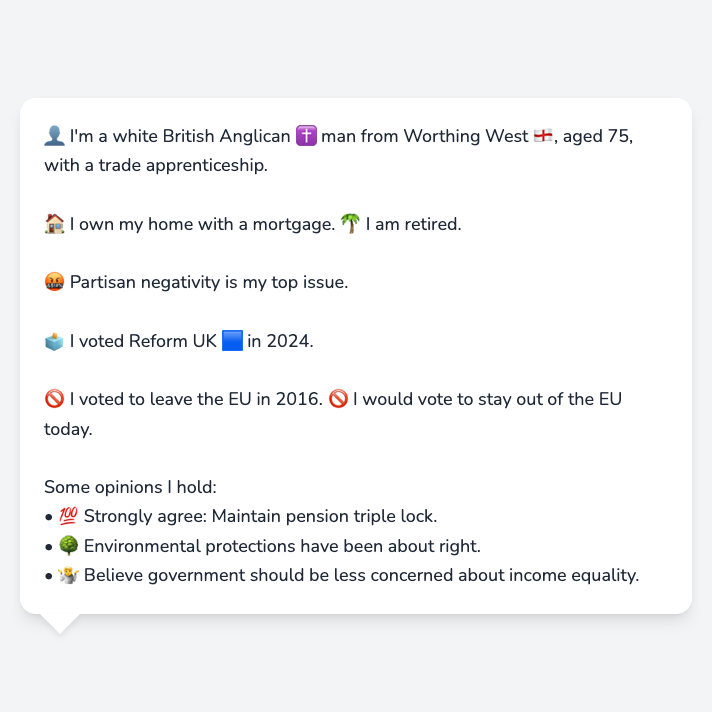 👤 I'm a white British Anglican ✝️ man from Worthing West 🏴󠁧󠁢󠁥󠁮󠁧󠁿, aged 75,
with a trade apprenticeship.
🏠 I own my home with a mortgage. 🌴 I am retired.
🤬 Partisan negativity is my top issue.
🗳️ I voted Reform UK 🟦 in 2024.
🚫 I voted to leave the EU in 2016. 🚫 I would vote to stay out of the EU
today.
Some opinions I hold:
• 💯 Strongly agree: Maintain pension triple lock.
• 🌳 Environmental protections have been about right.
• 🤷 Believe government should be less concerned about income equality.